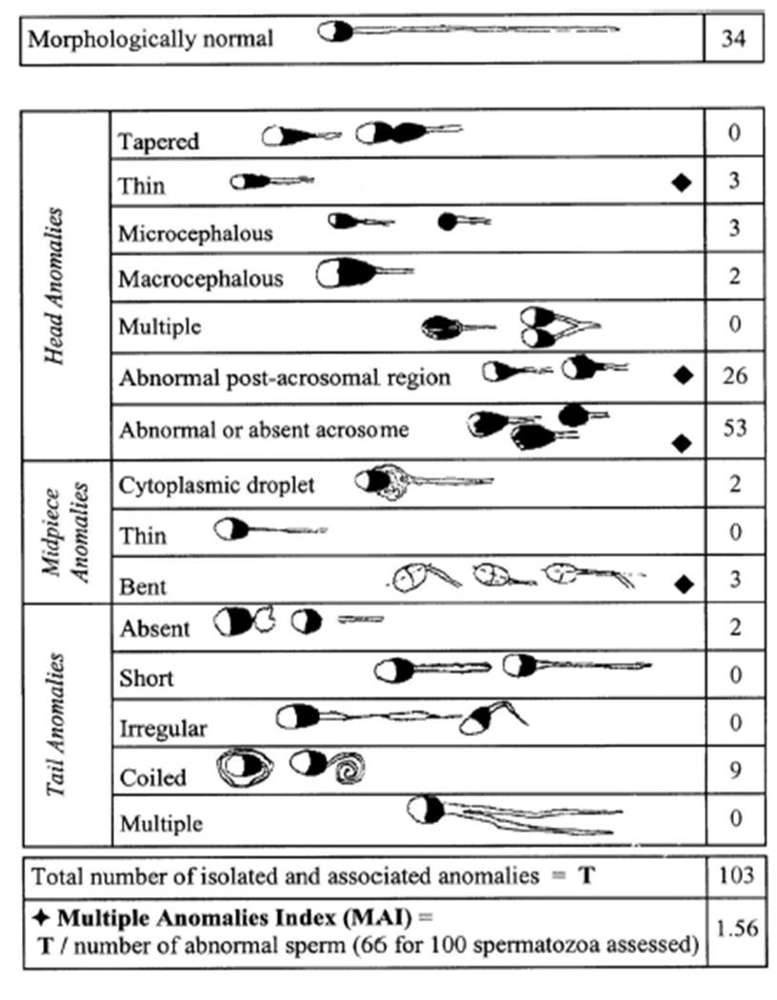 Morphologically normal 34
Head Anomalies
Tapered 0
Thin ◆ 3
Microcephalous 3
Macrocephalous 2
Multiple 0
Abnormal post-acrosomal region ◆ 26
Abnormal or absent acrosome ◆ 53
Midpiece
Anomalies
Cytoplasmic droplet 2
Thin 0
Bent ◆ 3
Tail Anomalies
Absent 2
Short 0
Irregular 0
Coiled 9
Multiple 0
Total number of isolated and associated anomalies = T 103
✦ Multiple Anomalies Index (MAI) =
T / number of abnormal sperm (66 for 100 spermatozoa assessed) 1.56